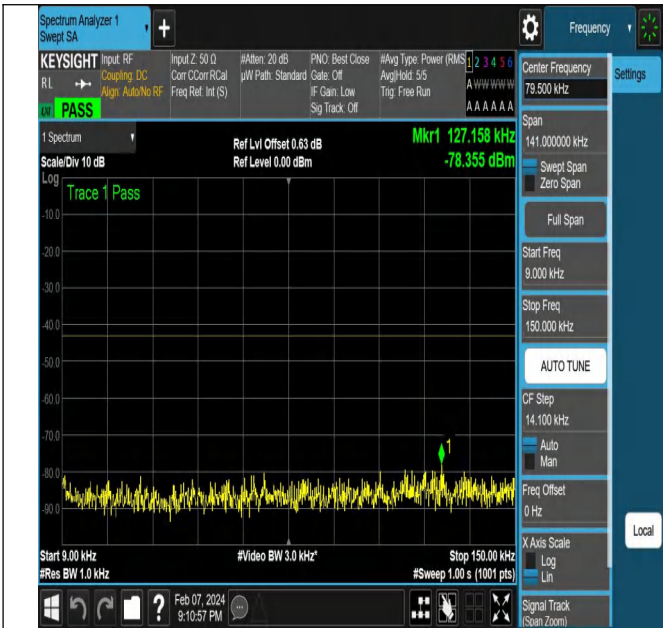 Spectrum Analyzer 1
Swept SA
+
Frequency
KEYSIGHT
Input: RF
Coupling: DC
Align: Auto/No RF
Input Z: 50 Ω
Corr CCorr RCal
Freq Ref: Int (S)
#Atten: 20 dB
µW Path: Standard
PNO: Best Close
Gate: Off
IF Gain: Low
Sig Track: Off
#Avg Type: Power (RMS
Avg|Hold: 5/5
Trig: Free Run
1 2 3 4 5 6
A W W W W W
A A A A A A
RL
PASS
1 Spectrum
Scale/Div 10 dB
Ref Lvl Offset 0.63 dB
Ref Level 0.00 dBm
Mkr1 127.158 kHz
-78.355 dBm
Log
Trace 1 Pass
-10.0
-20.0
-30.0
-40.0
-50.0
-60.0
-70.0
-80.0
-90.0
1
Start 9.00 kHz
#Res BW 1.0 kHz
#Video BW 3.0 kHz*
Stop 150.00 kHz
#Sweep 1.00 s (1001 pts)
?
Feb 07, 2024
9:10:57 PM
Center Frequency
79.500 kHz
Settings
Span
141.000000 kHz
Swept Span
Zero Span
Full Span
Start Freq
9.000 kHz
Stop Freq
150.000 kHz
AUTO TUNE
CF Step
14.100 kHz
Auto
Man
Freq Offset
0 Hz
X Axis Scale
Log
Lin
Local
Signal Track
(Span Zoom)